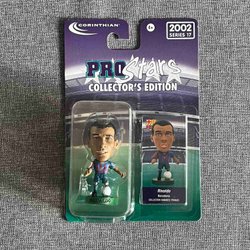 CORINTHIAN
2002
SERIES 17
PRO Stars
COLLECTOR'S EDITION
Rivaldo
Barcelona